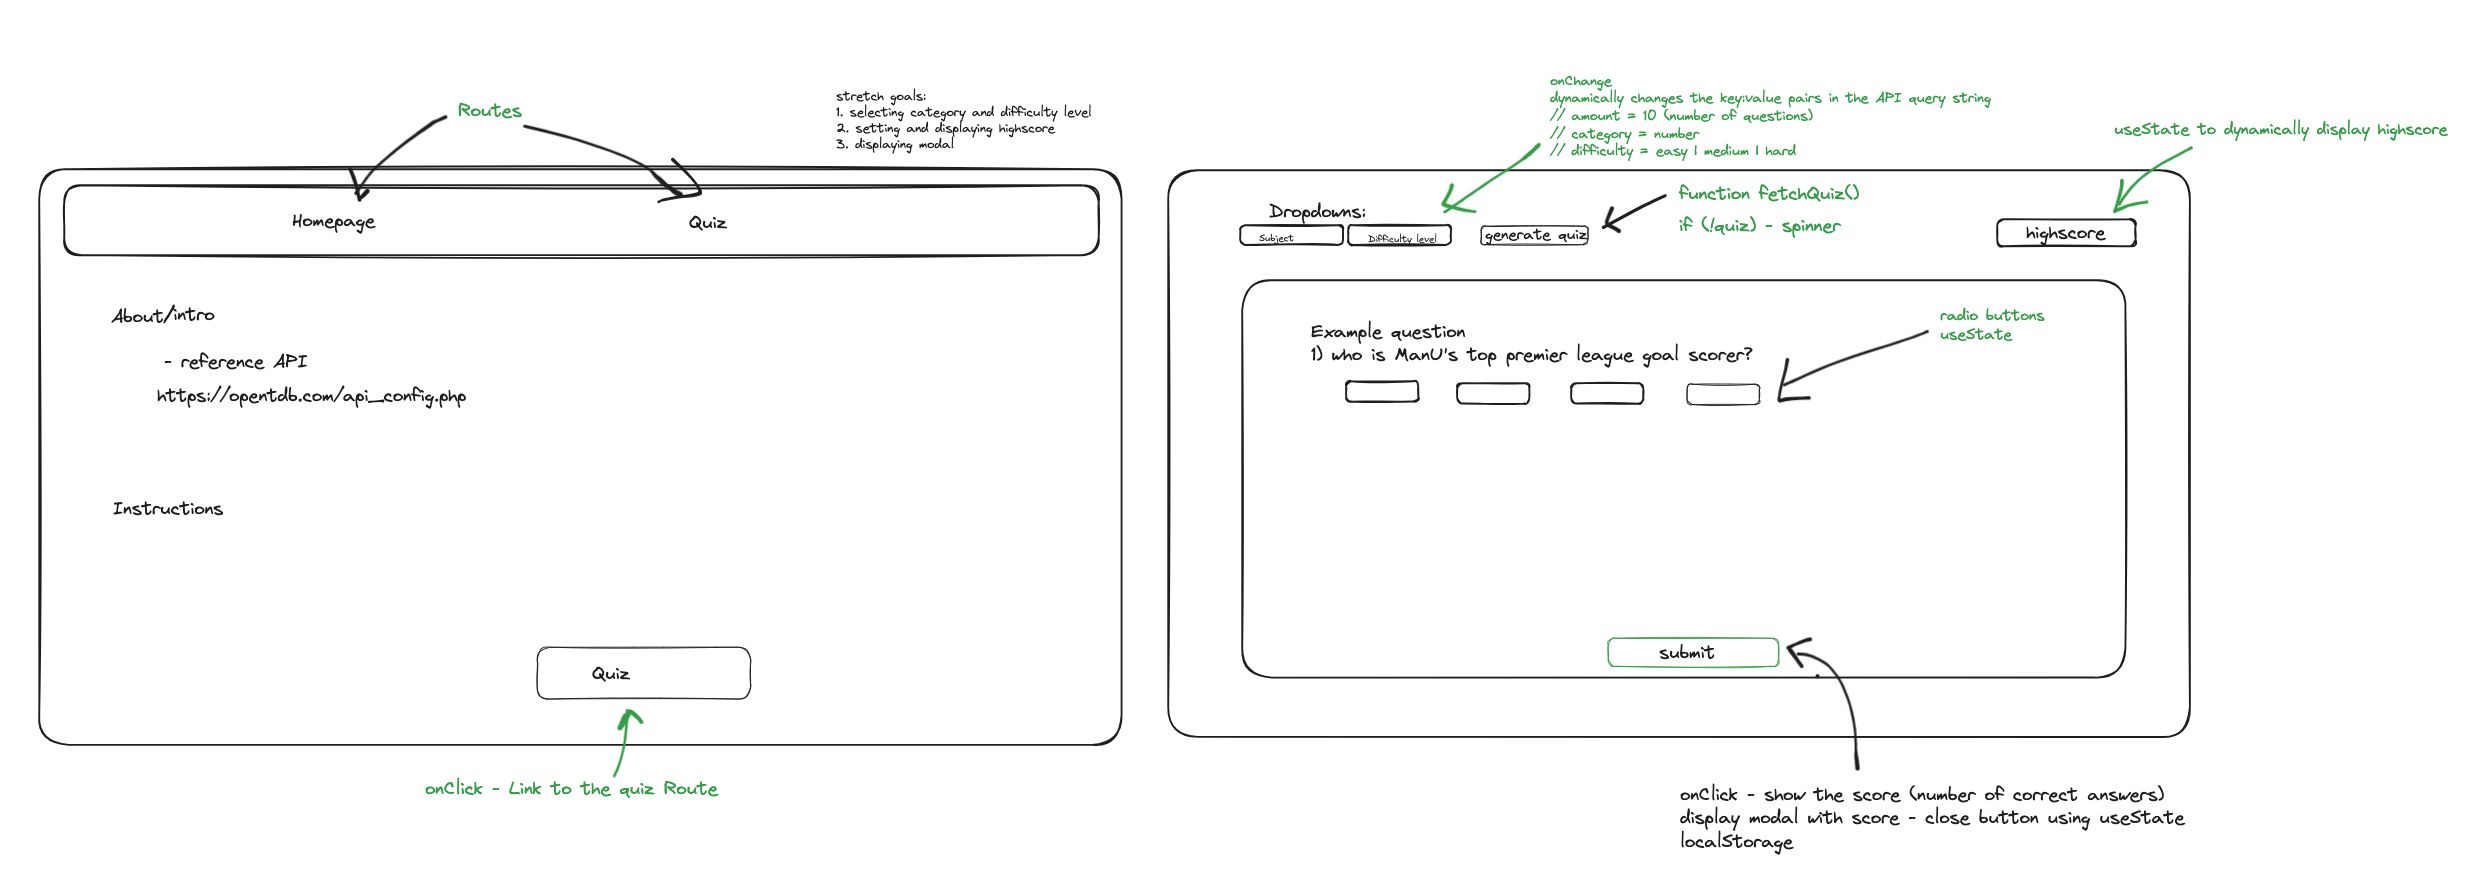 Routes
stretch goals:
1. selecting category and difficulty level
2. setting and displaying highscore
3. displaying modal
Homepage
Quiz
About/intro
- reference API
https://opentdb.com/api_config.php
Instructions
Quiz
onClick - Link to the quiz Route
onChange
dynamically changes the key:value pairs in the API query string
// amount = 10 (number of questions)
// category = number
// difficulty = easy | medium | hard
useState to dynamically display highscore
function fetchQuiz()
if (!quiz) - spinner
Dropdowns:
Subject
Difficulty level
generate quiz
highscore
radio buttons
useState
Example question
1) who is ManU's top premier league goal scorer?
submit
onClick - show the score (number of correct answers)
display modal with score - close button using useState
localStorage